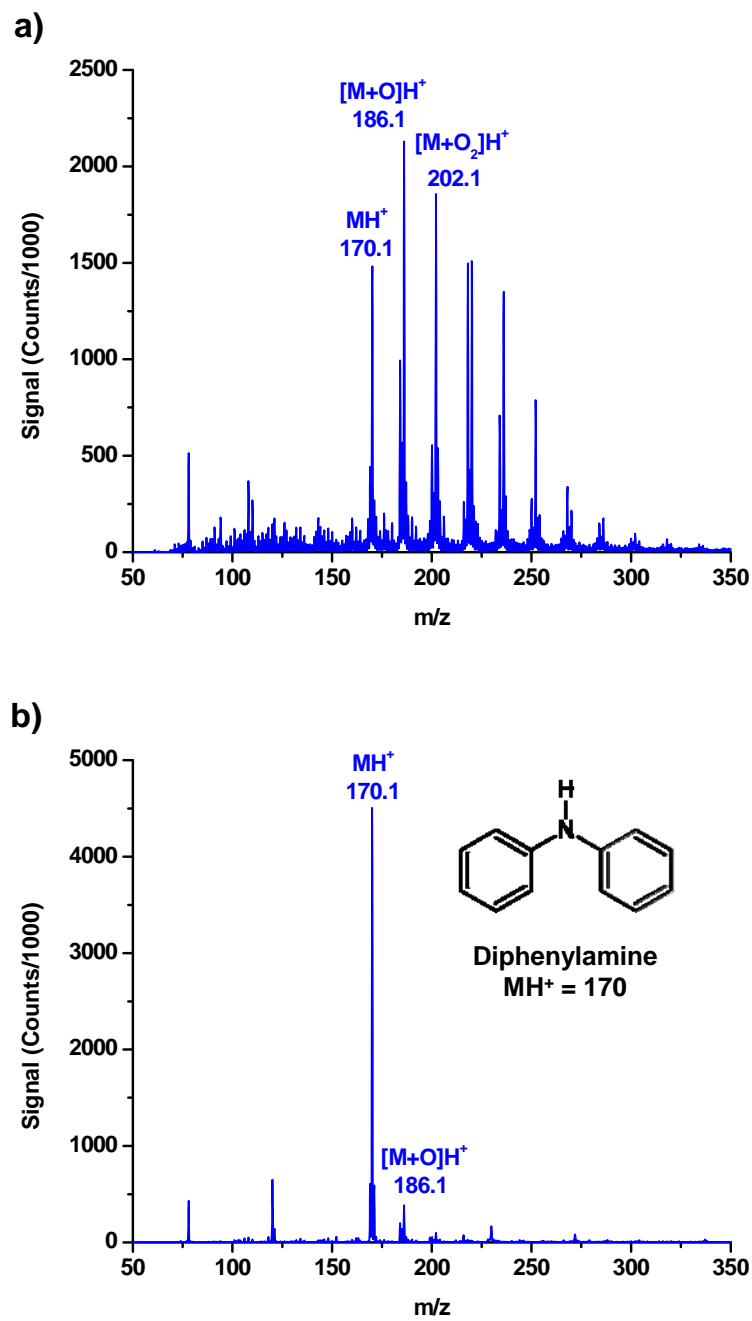 a)
2500
2000
1500
1000
500
0
Signal (Counts/1000)
[M+O]H⁺
186.1
[M+O₂]H⁺
202.1
MH⁺
170.1
50 100 150 200 250 300 350
m/z
b)
5000
4000
3000
2000
1000
0
Signal (Counts/1000)
MH⁺
170.1
H
N
Diphenylamine
MH⁺ = 170
[M+O]H⁺
186.1
50 100 150 200 250 300 350
m/z